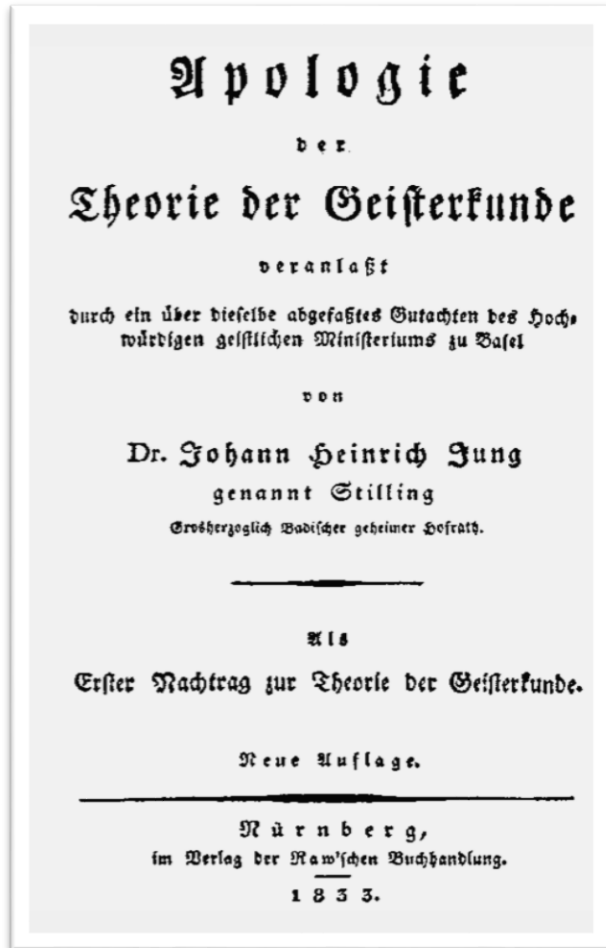 Apologie
der
Theorie der Geisterkunde
veranlaßt
durch ein über dieselbe abgefaßtes Gutachten des Hoch-
würdigen geistlichen Ministeriums zu Basel
von
Dr. Johann Heinrich Jung
genannt Stilling
Grosherzoglich Badischer geheimer Hofrath.
Als
Erster Nachtrag zur Theorie der Geisterkunde.
Neue Auflage.
Nürnberg,
im Verlag der Raw'schen Buchhandlung.
1833.